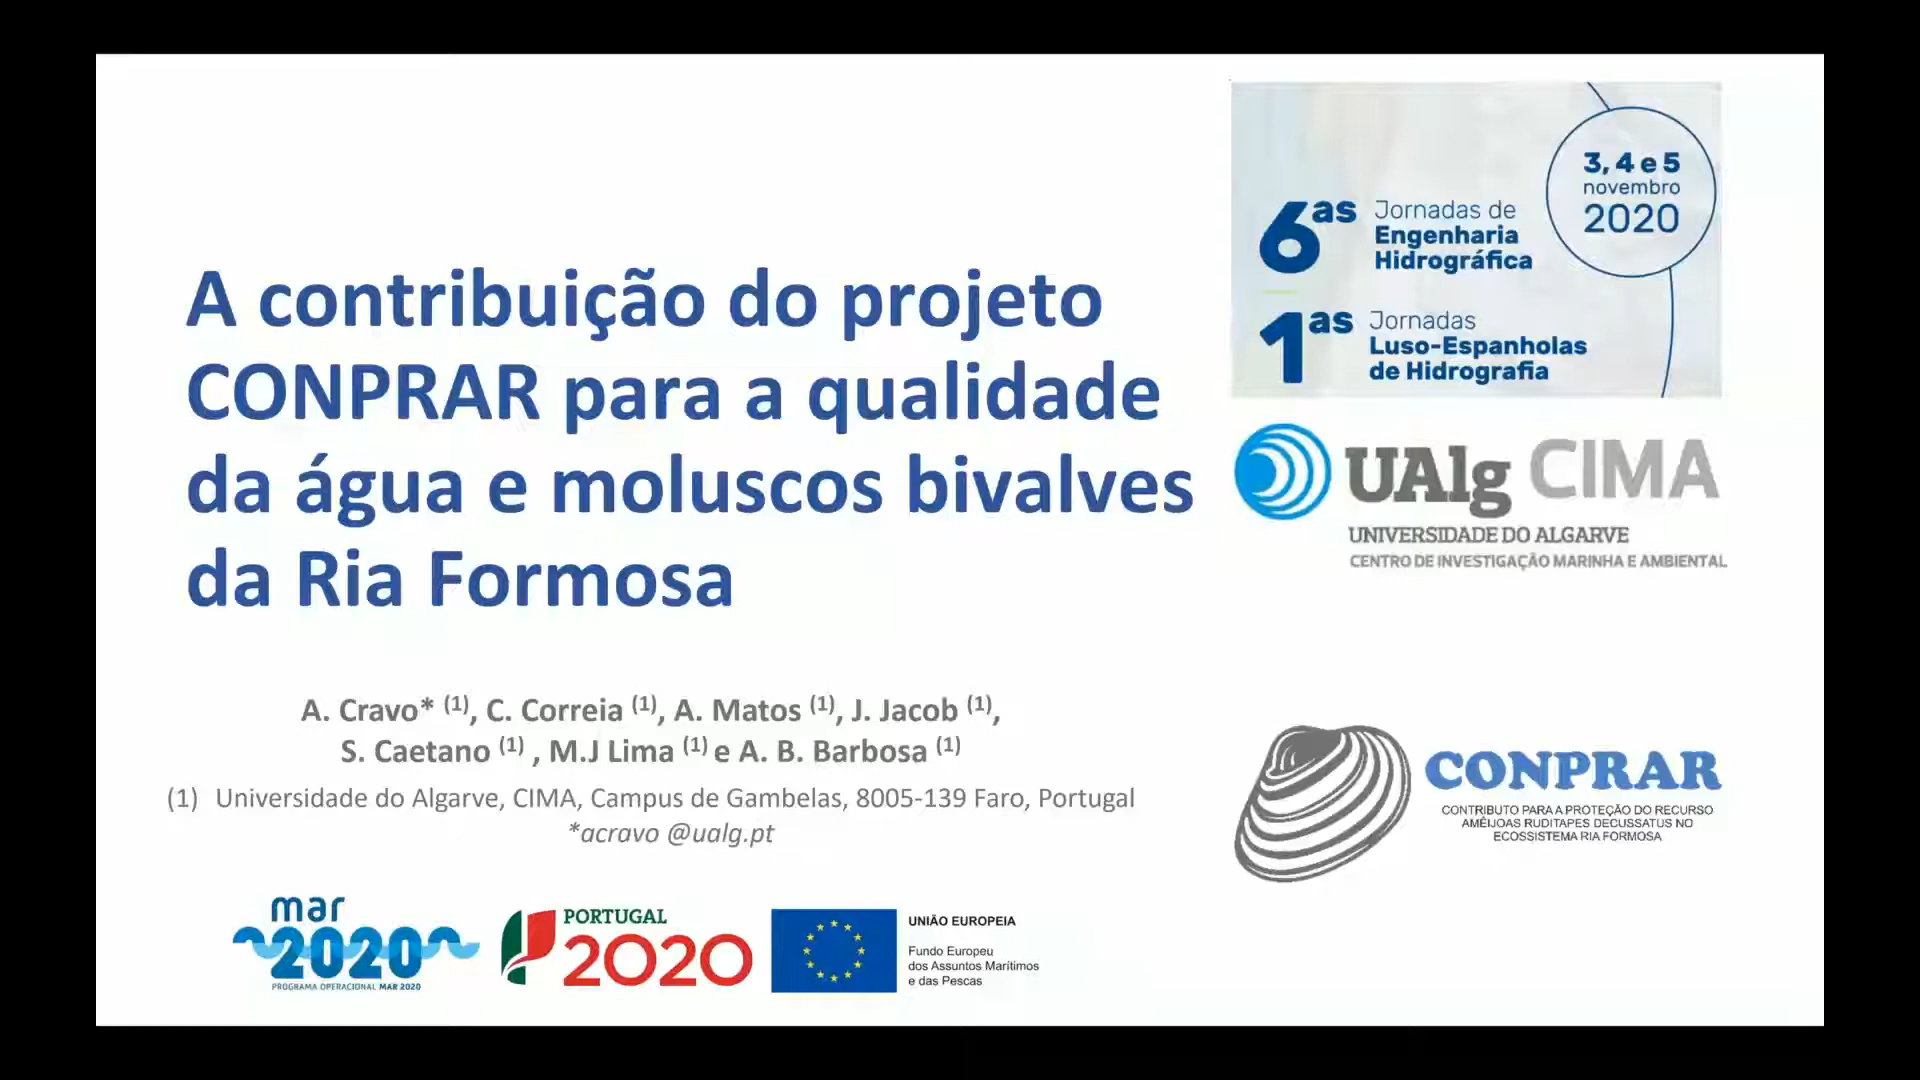 3, 4 e 5
novembro
2020
6as Jornadas de
Engenharia
Hidrográfica
1as Jornadas
Luso-Espanholas
de Hidrografia
A contribuição do projeto
CONPRAR para a qualidade
da água e moluscos bivalves
da Ria Formosa
UAlg CIMA
UNIVERSIDADE DO ALGARVE
CENTRO DE INVESTIGAÇÃO MARINHA E AMBIENTAL
A. Cravo* (1), C. Correia (1), A. Matos (1), J. Jacob (1),
S. Caetano (1) , M.J Lima (1) e A. B. Barbosa (1)
(1) Universidade do Algarve, CIMA, Campus de Gambelas, 8005-139 Faro, Portugal
*acravo @ualg.pt
CONPRAR
CONTRIBUTO PARA A PROTEÇÃO DO RECURSO
AMÊIJOAS RUDITAPES DECUSSATUS NO
ECOSSISTEMA RIA FORMOSA
mar
2020
PROGRAMA OPERACIONAL MAR 2020
PORTUGAL
2020
UNIÃO EUROPEIA
Fundo Europeu
dos Assuntos Marítimos
e das Pescas